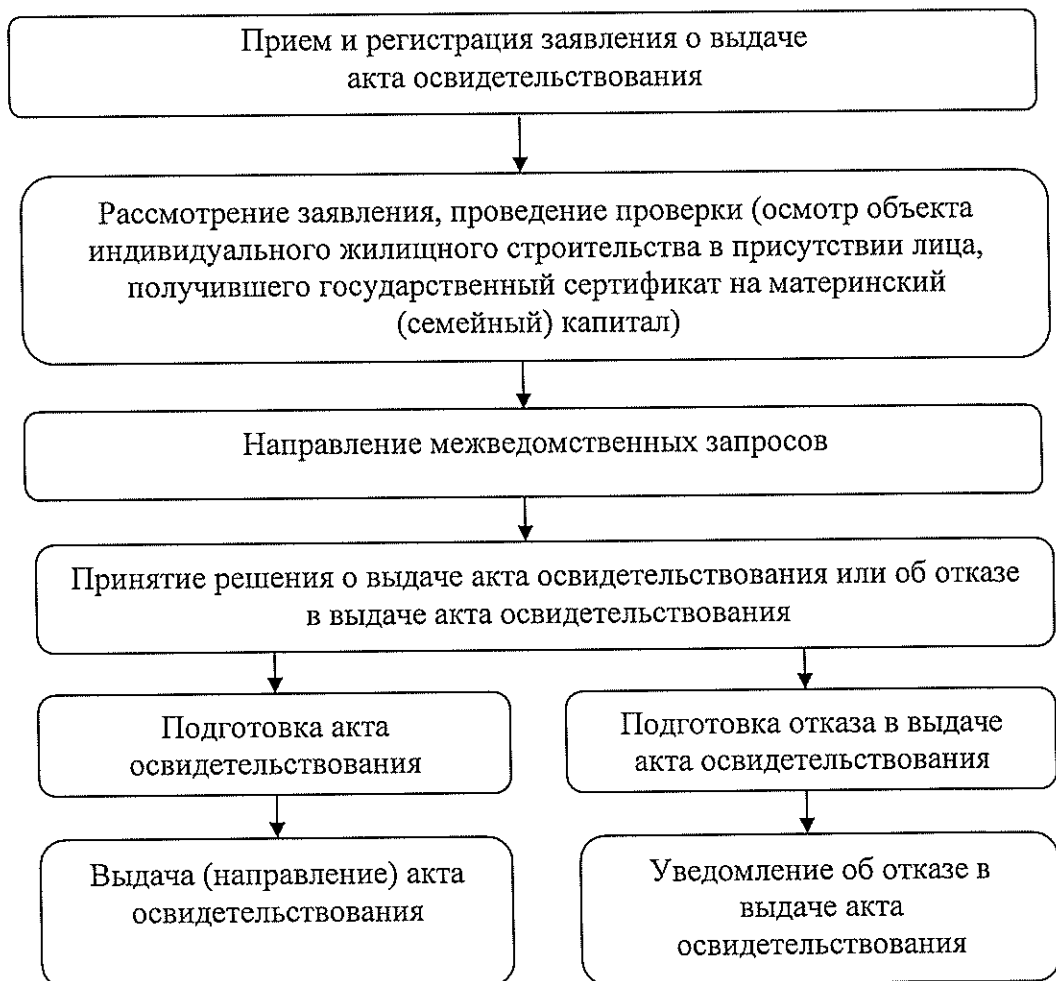 Прием и регистрация заявления о выдаче
акта освидетельствования
Рассмотрение заявления, проведение проверки (осмотр объекта
индивидуального жилищного строительства в присутствии лица,
получившего государственный сертификат на материнский
(семейный) капитал)
Направление межведомственных запросов
Принятие решения о выдаче акта освидетельствования или об отказе
в выдаче акта освидетельствования
Подготовка акта
освидетельствования
Подготовка отказа в выдаче
акта освидетельствования
Выдача (направление) акта
освидетельствования
Уведомление об отказе в
выдаче акта
освидетельствования